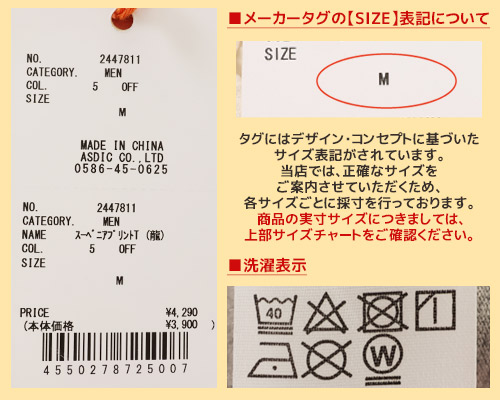 NO. 2447811
CATEGORY. MEN
COL. 5 OFF
SIZE
M
MADE IN CHINA
ASDIC CO., LTD
0586-45-0625
NO. 2447811
CATEGORY. MEN
NAME スーベニアプリントT (龍)
COL. 5 OFF
SIZE
M
PRICE ¥4,290
(本体価格 ¥3,900 )
4550278725007
■メーカータグの【SIZE】表記について
SIZE
M
タグにはデザイン・コンセプトに基づいた
サイズ表記がされています。
当店では、正確なサイズを
ご案内させていただくため、
各サイズごとに採寸を行っております。
商品の実寸サイズにつきましては、
上部サイズチャートをご確認ください。
■洗濯表示
40
W